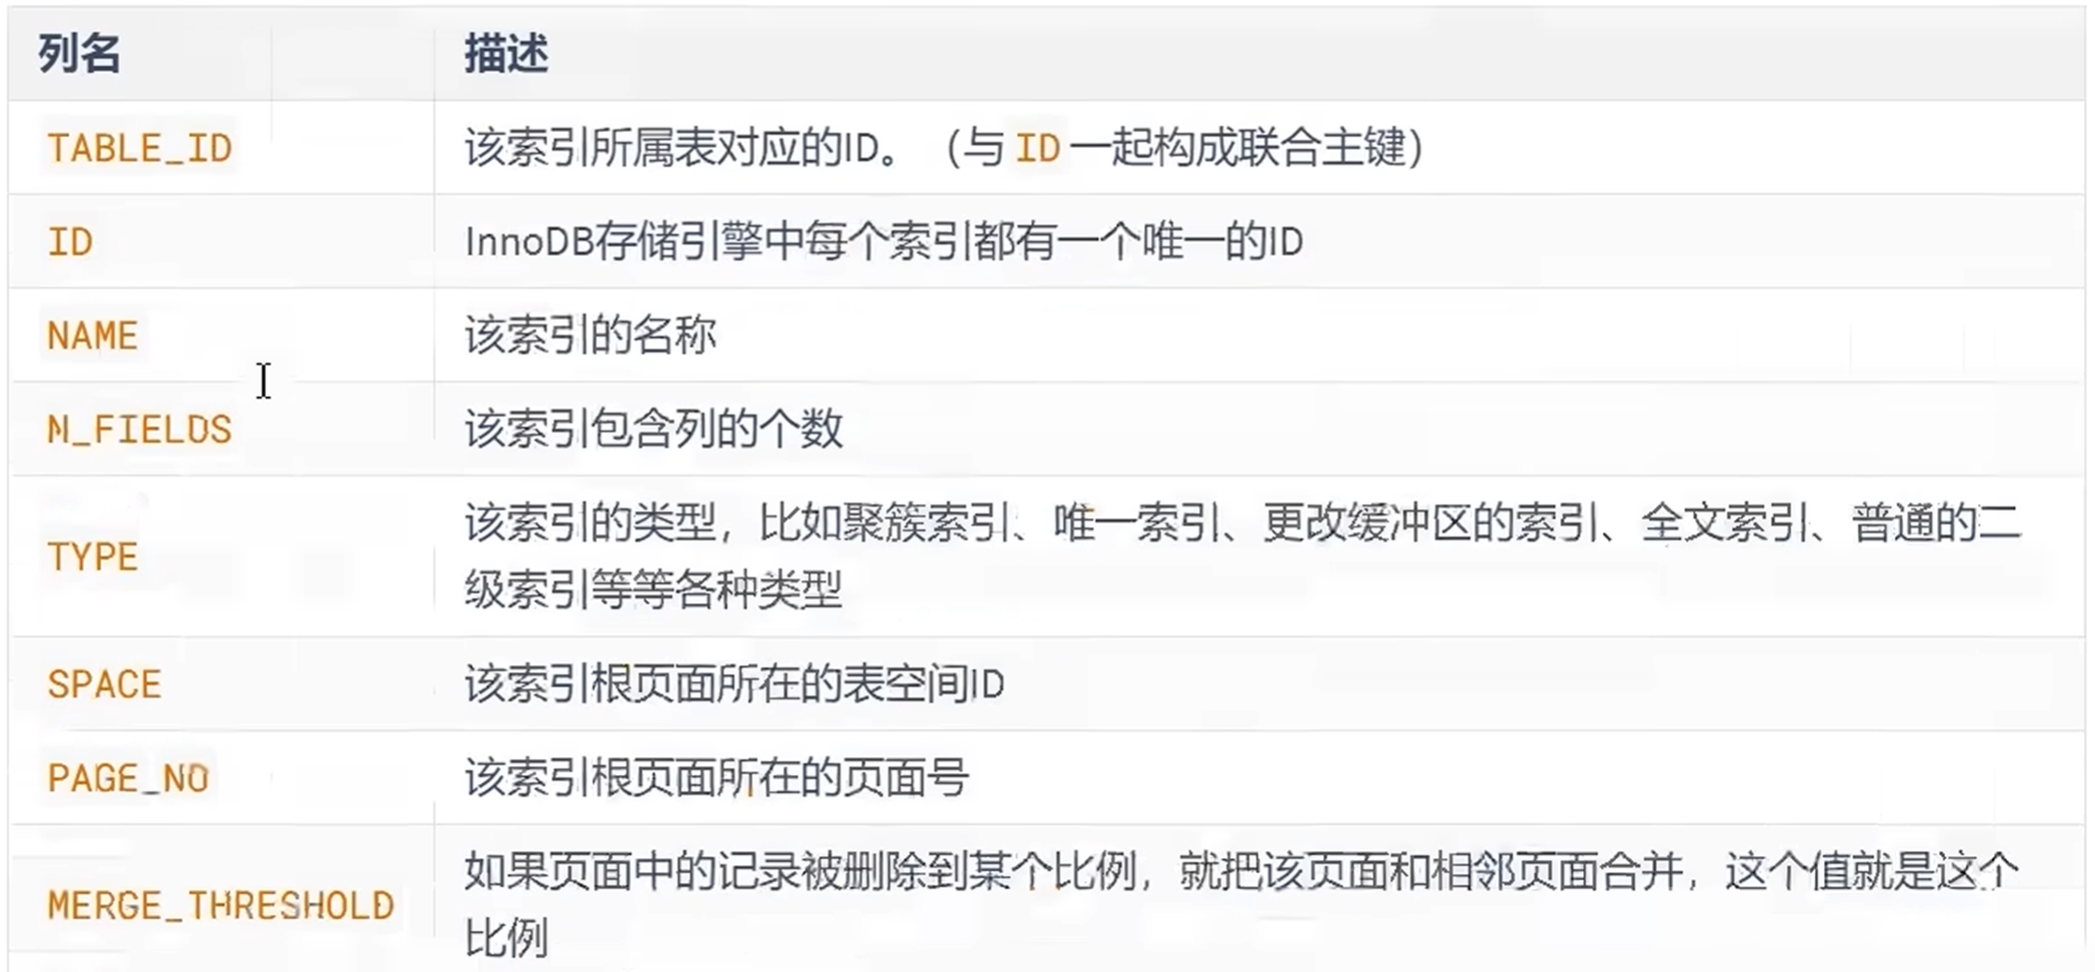 列名 描述
TABLE_ID 该索引所属表对应的ID。（与 ID 一起构成联合主键）
ID InnoDB存储引擎中每个索引都有一个唯一的ID
NAME 该索引的名称
N_FIELDS 该索引包含列的个数
TYPE 该索引的类型，比如聚簇索引、唯一索引、更改缓冲区的索引、全文索引、普通的二
级索引等等各种类型
SPACE 该索引根页面所在的表空间ID
PAGE_NO 该索引根页面所在的页面号
MERGE_THRESHOLD 如果页面中的记录被删除到某个比例，就把该页面和相邻页面合并，这个值就是这个
比例